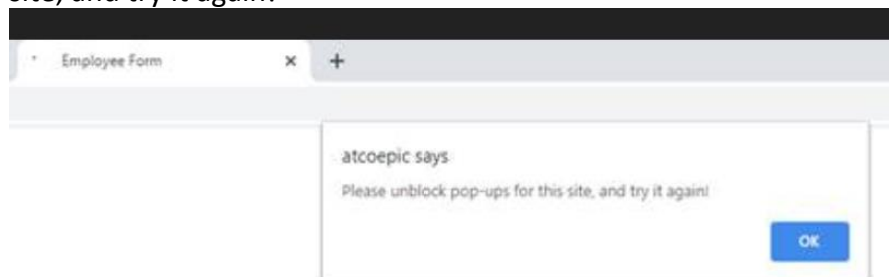 site, and try it again!
Employee Form
atcoepic says
Please unblock pop-ups for this site, and try it again!
OK